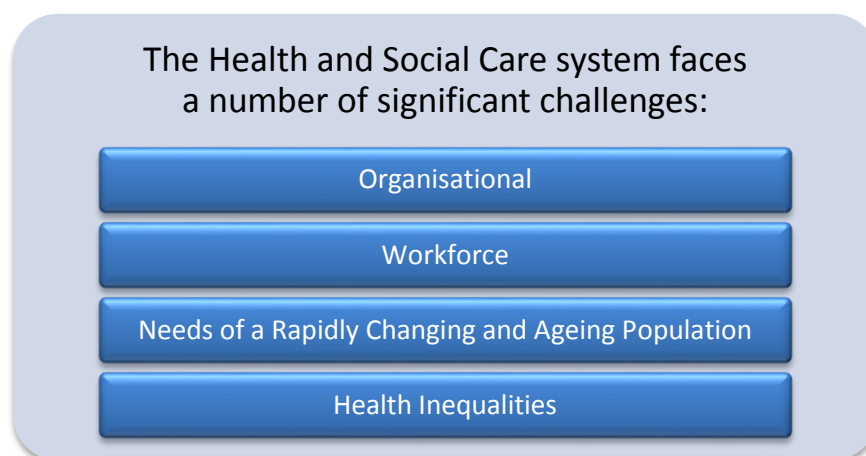 The Health and Social Care system faces
a number of significant challenges:
Organisational
Workforce
Needs of a Rapidly Changing and Ageing Population
Health Inequalities